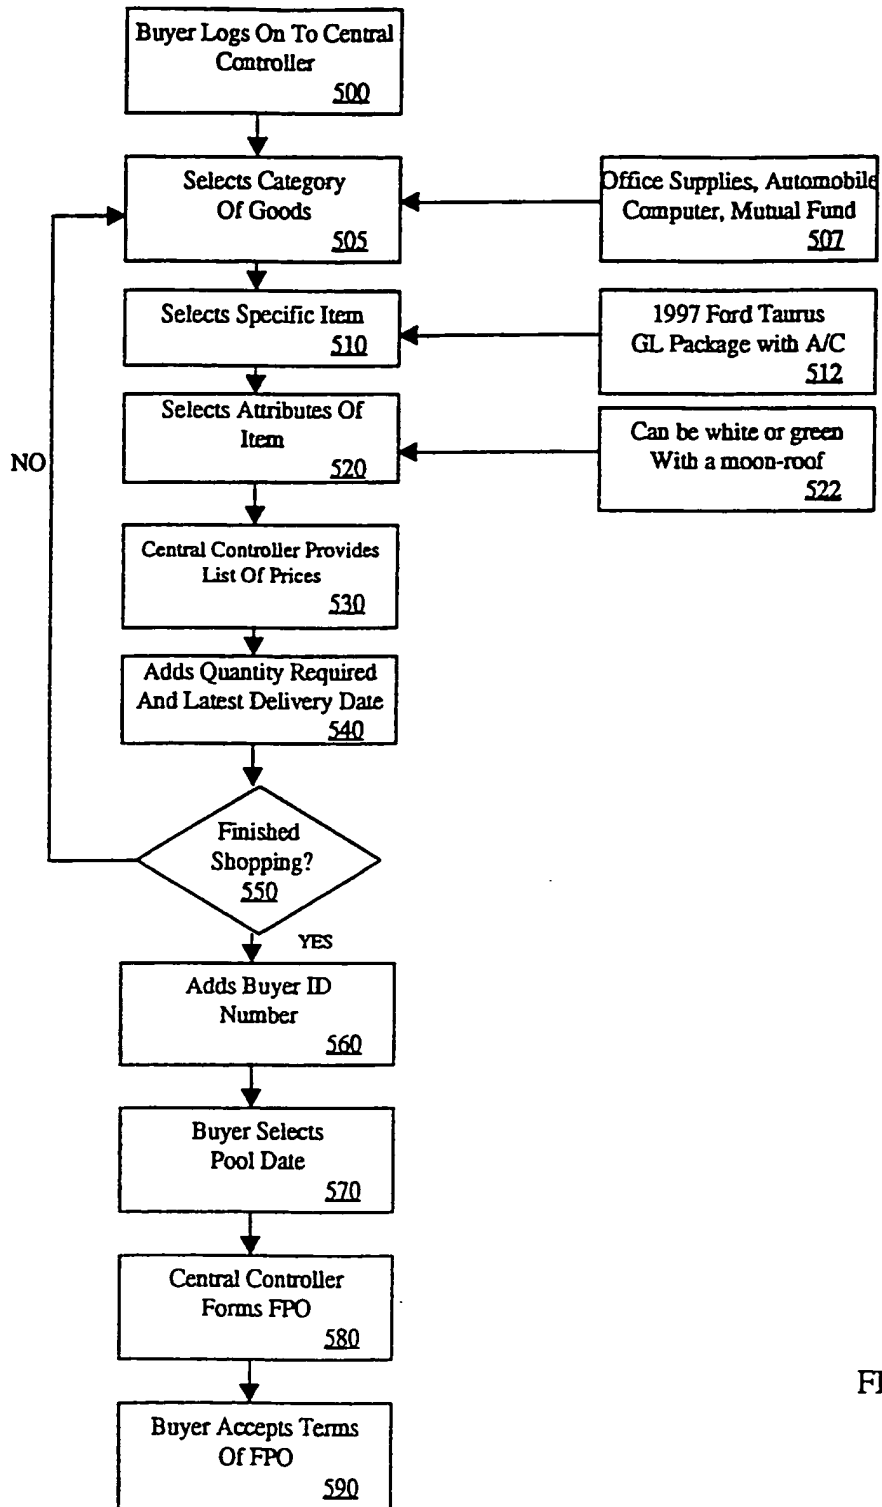 Buyer Logs On To Central
Controller
500
Selects Category
Of Goods
505
Office Supplies, Automobile
Computer, Mutual Fund
507
Selects Specific Item
510
1997 Ford Taurus
GL Package with A/C
512
Selects Attributes Of
Item
520
Can be white or green
With a moon-roof
522
NO
Central Controller Provides
List Of Prices
530
Adds Quantity Required
And Latest Delivery Date
540
Finished
Shopping?
550
YES
Adds Buyer ID
Number
560
Buyer Selects
Pool Date
570
Central Controller
Forms FPO
580
Buyer Accepts Terms
Of FPO
590